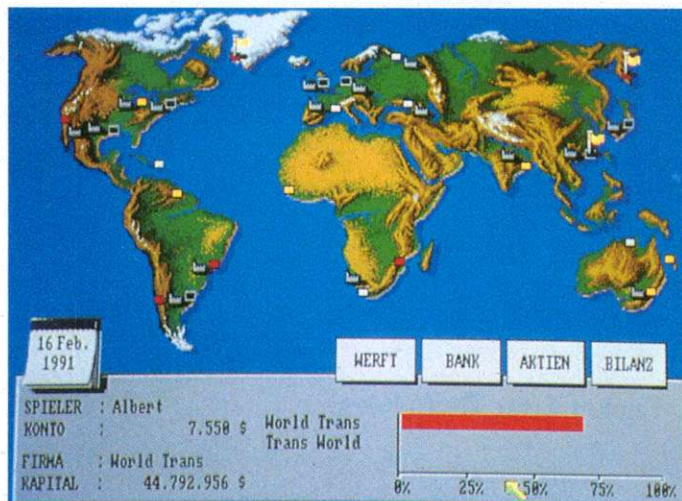 16 Feb.
1991
WERFT
BANK
AKTIEN
BILANZ
SPIELER : Albert
KONTO : 7.550 $
FIRMA : World Trans
KAPITAL : 44.792.956 $
World Trans
Trans World
0% 25% 50% 75% 100%